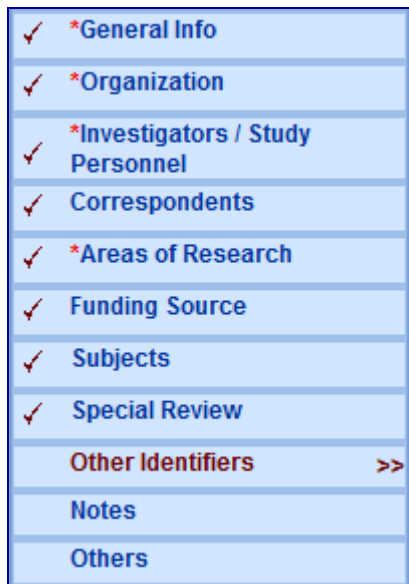 ✓ *General Info
✓ *Organization
✓ *Investigators / Study
Personnel
✓ Correspondents
✓ *Areas of Research
✓ Funding Source
✓ Subjects
✓ Special Review
Other Identifiers >>
Notes
Others